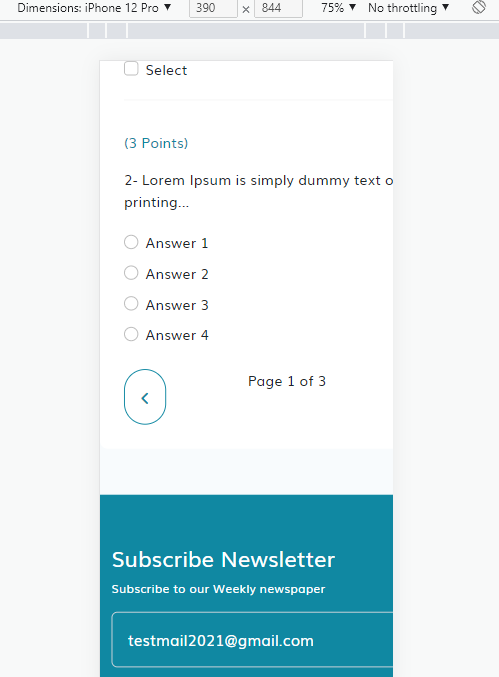 Dimensions: iPhone 12 Pro ▼ 390 × 844 75% ▼ No throttling ▼
Select
(3 Points)
2- Lorem Ipsum is simply dummy text o
printing...
Answer 1
Answer 2
Answer 3
Answer 4
Page 1 of 3
Subscribe Newsletter
Subscribe to our Weekly newspaper
testmail2021@gmail.com